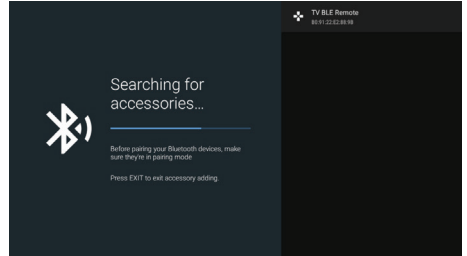 Searching for
accessories...
Before pairing your Bluetooth devices, make
sure they're in pairing mode
Press EXIT to exit accessory adding.
TV BLE Remote